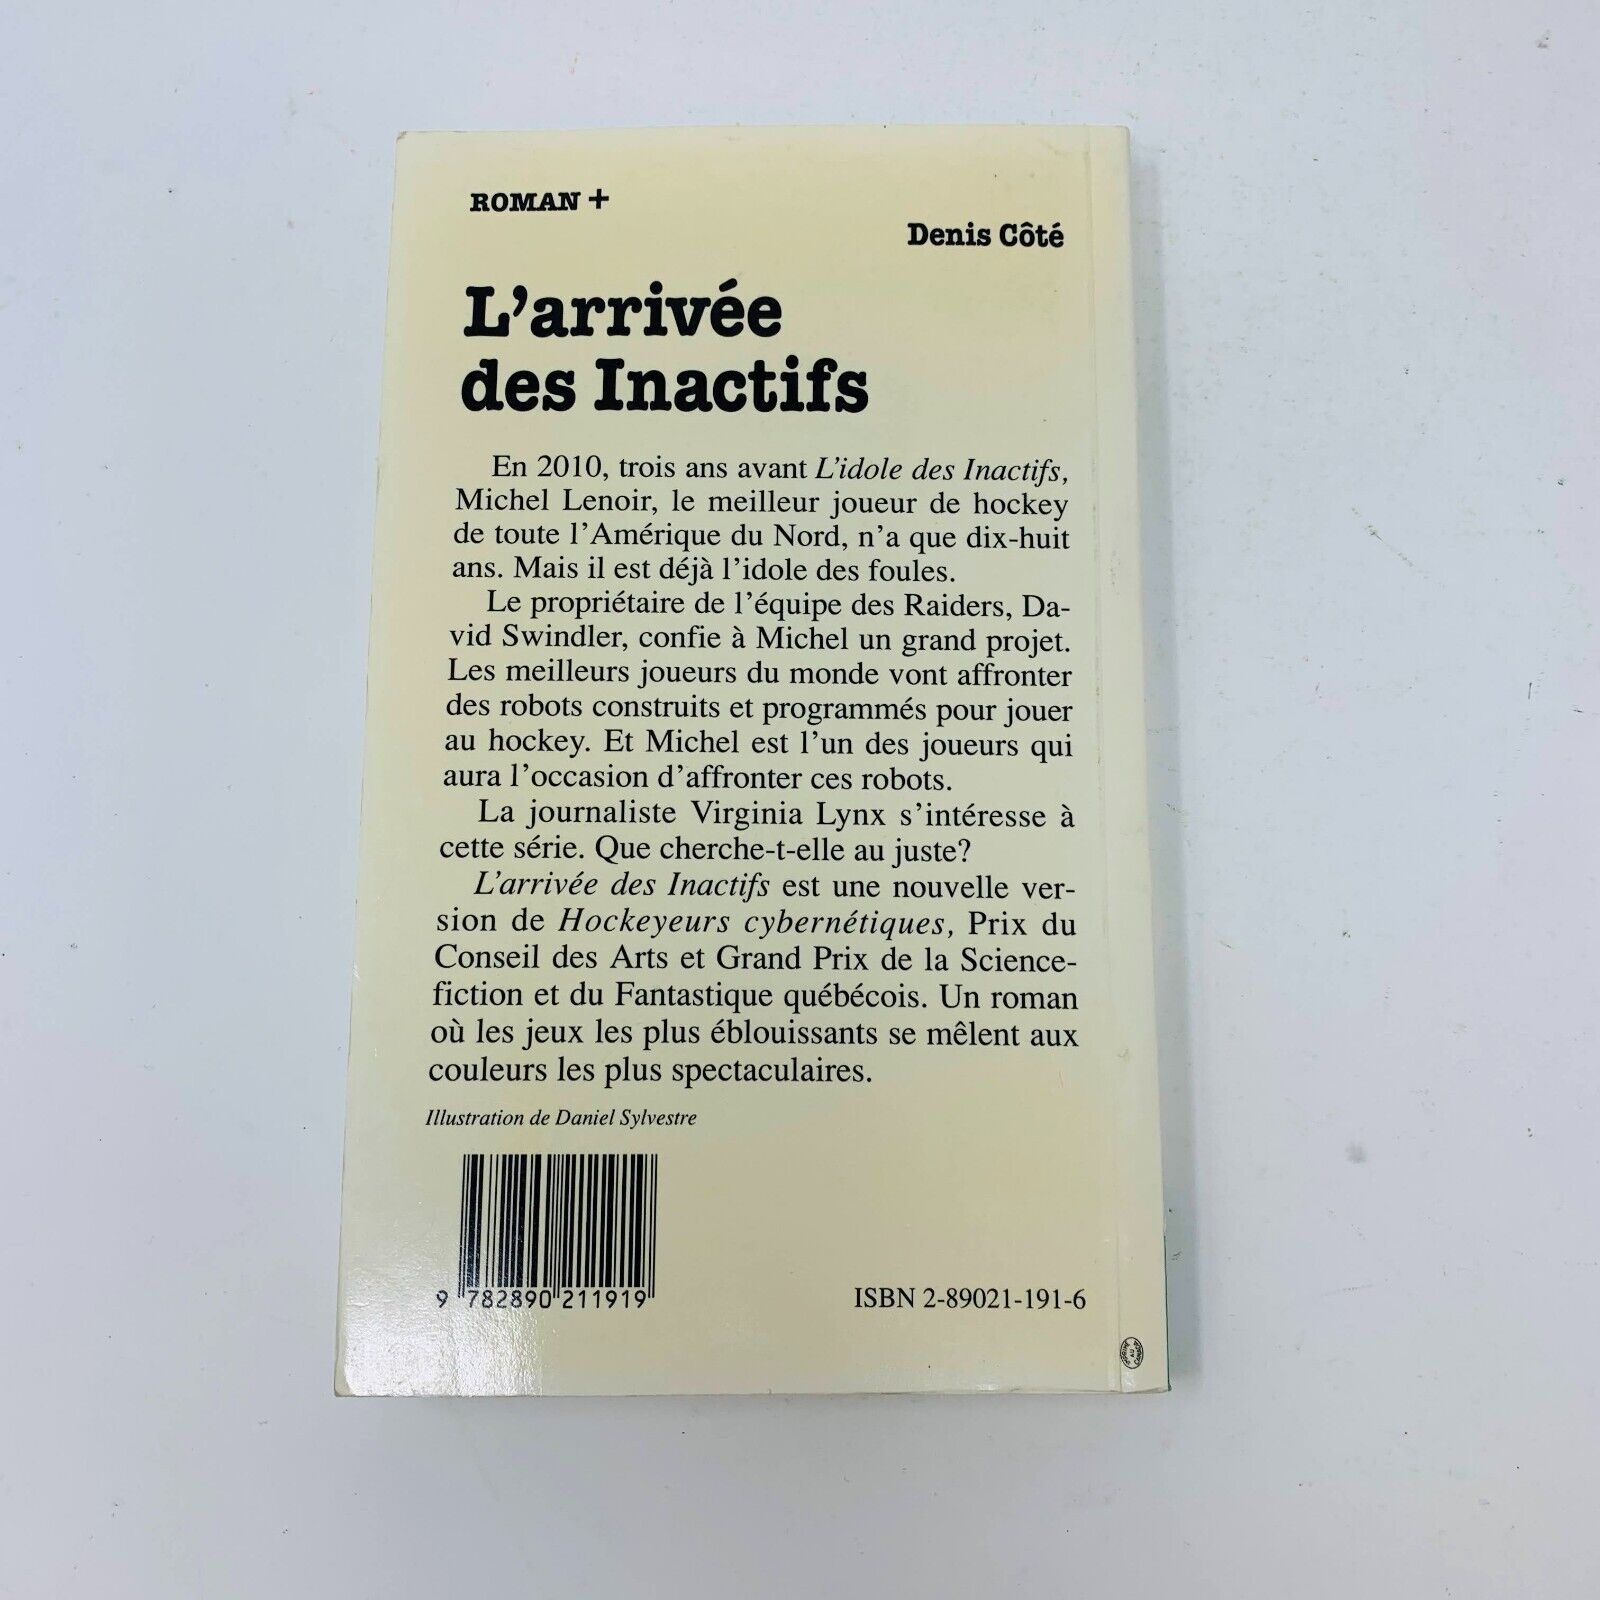 ROMAN +
Denis Côté
L'arrivée
des Inactifs
En 2010, trois ans avant L'idole des Inactifs,
Michel Lenoir, le meilleur joueur de hockey
de toute l'Amérique du Nord, n'a que dix-huit
ans. Mais il est déjà l'idole des foules.
Le propriétaire de l'équipe des Raiders, Da-
vid Swindler, confie à Michel un grand projet.
Les meilleurs joueurs du monde vont affronter
des robots construits et programmés pour jouer
au hockey. Et Michel est l'un des joueurs qui
aura l'occasion d'affronter ces robots.
La journaliste Virginia Lynx s'intéresse à
cette série. Que cherche-t-elle au juste?
L'arrivée des Inactifs est une nouvelle ver-
sion de Hockeyeurs cybernétiques, Prix du
Conseil des Arts et Grand Prix de la Science-
fiction et du Fantastique québécois. Un roman
où les jeux les plus éblouissants se mêlent aux
couleurs les plus spectaculaires.
Illustration de Daniel Sylvestre
9 782890 211919
ISBN 2-89021-191-6